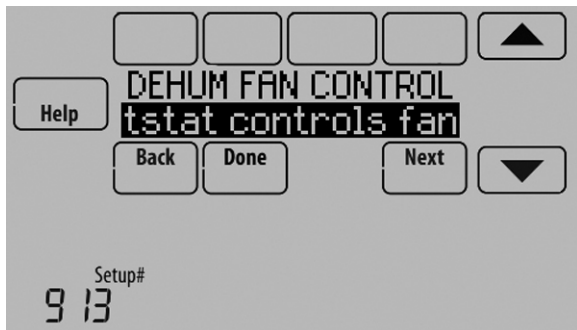 DEHUM FAN CONTROL
Help
tstat controls fan
Back Done Next
Setup#
913